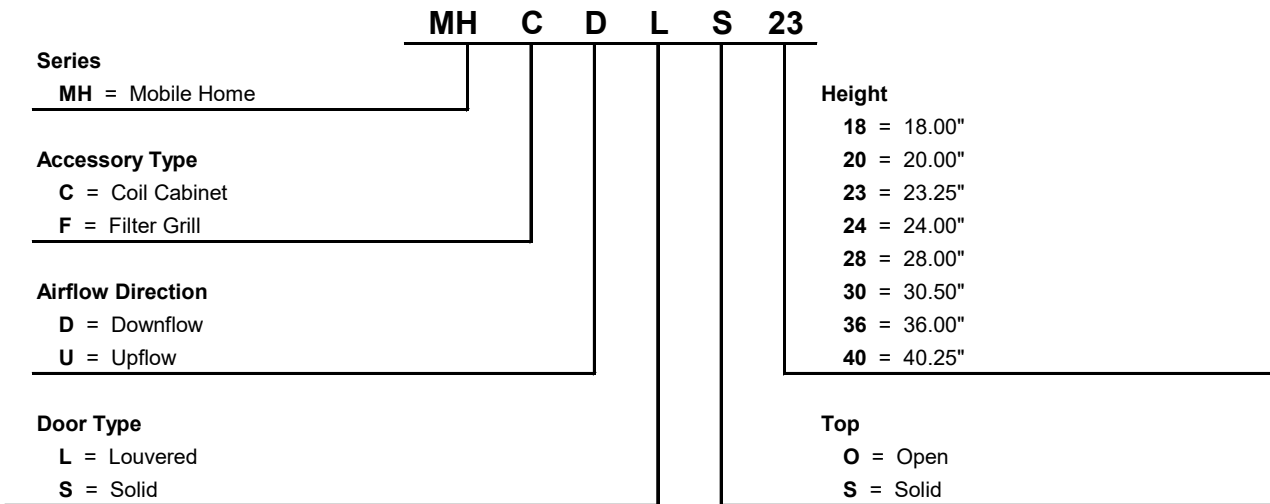 MH C D L S 23
Series
MH = Mobile Home
Accessory Type
C = Coil Cabinet
F = Filter Grill
Airflow Direction
D = Downflow
U = Upflow
Door Type
L = Louvered
S = Solid
Height
18 = 18.00"
20 = 20.00"
23 = 23.25"
24 = 24.00"
28 = 28.00"
30 = 30.50"
36 = 36.00"
40 = 40.25"
Top
O = Open
S = Solid